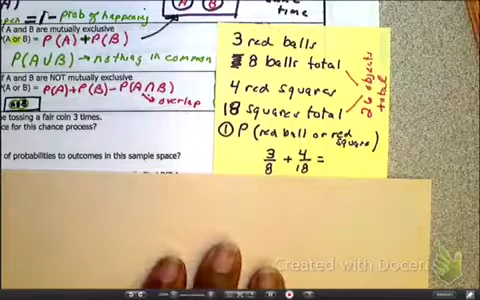 pen = 1 - prob of happening
A B
time
f A and B are mutually exclusive
A or B) = P(A) + P(B)
P(A∪B) → nothing in common
f A and B are NOT mutually exclusive
A or B) = P(A) + P(B) - P(A∩B)
A∪B
overlap
e tossing a fair coin 3 times.
ce for this chance process?
of probabilities to outcomes in this sample space?
3 red balls
8 balls total
4 red squares
18 squares total
26 objects total
① P(red ball or red square)
3/8 + 4/18 =
Created with Doceri